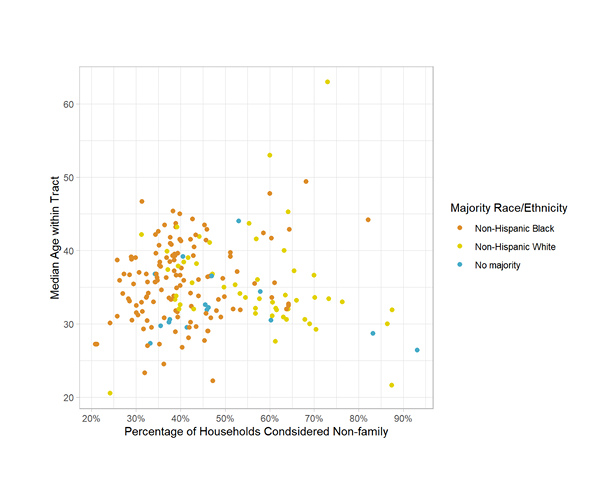 60
50
40
30
20
Median Age within Tract
20% 30% 40% 50% 60% 70% 80% 90%
Percentage of Households Condsidered Non-family
Majority Race/Ethnicity
Non-Hispanic Black
Non-Hispanic White
No majority